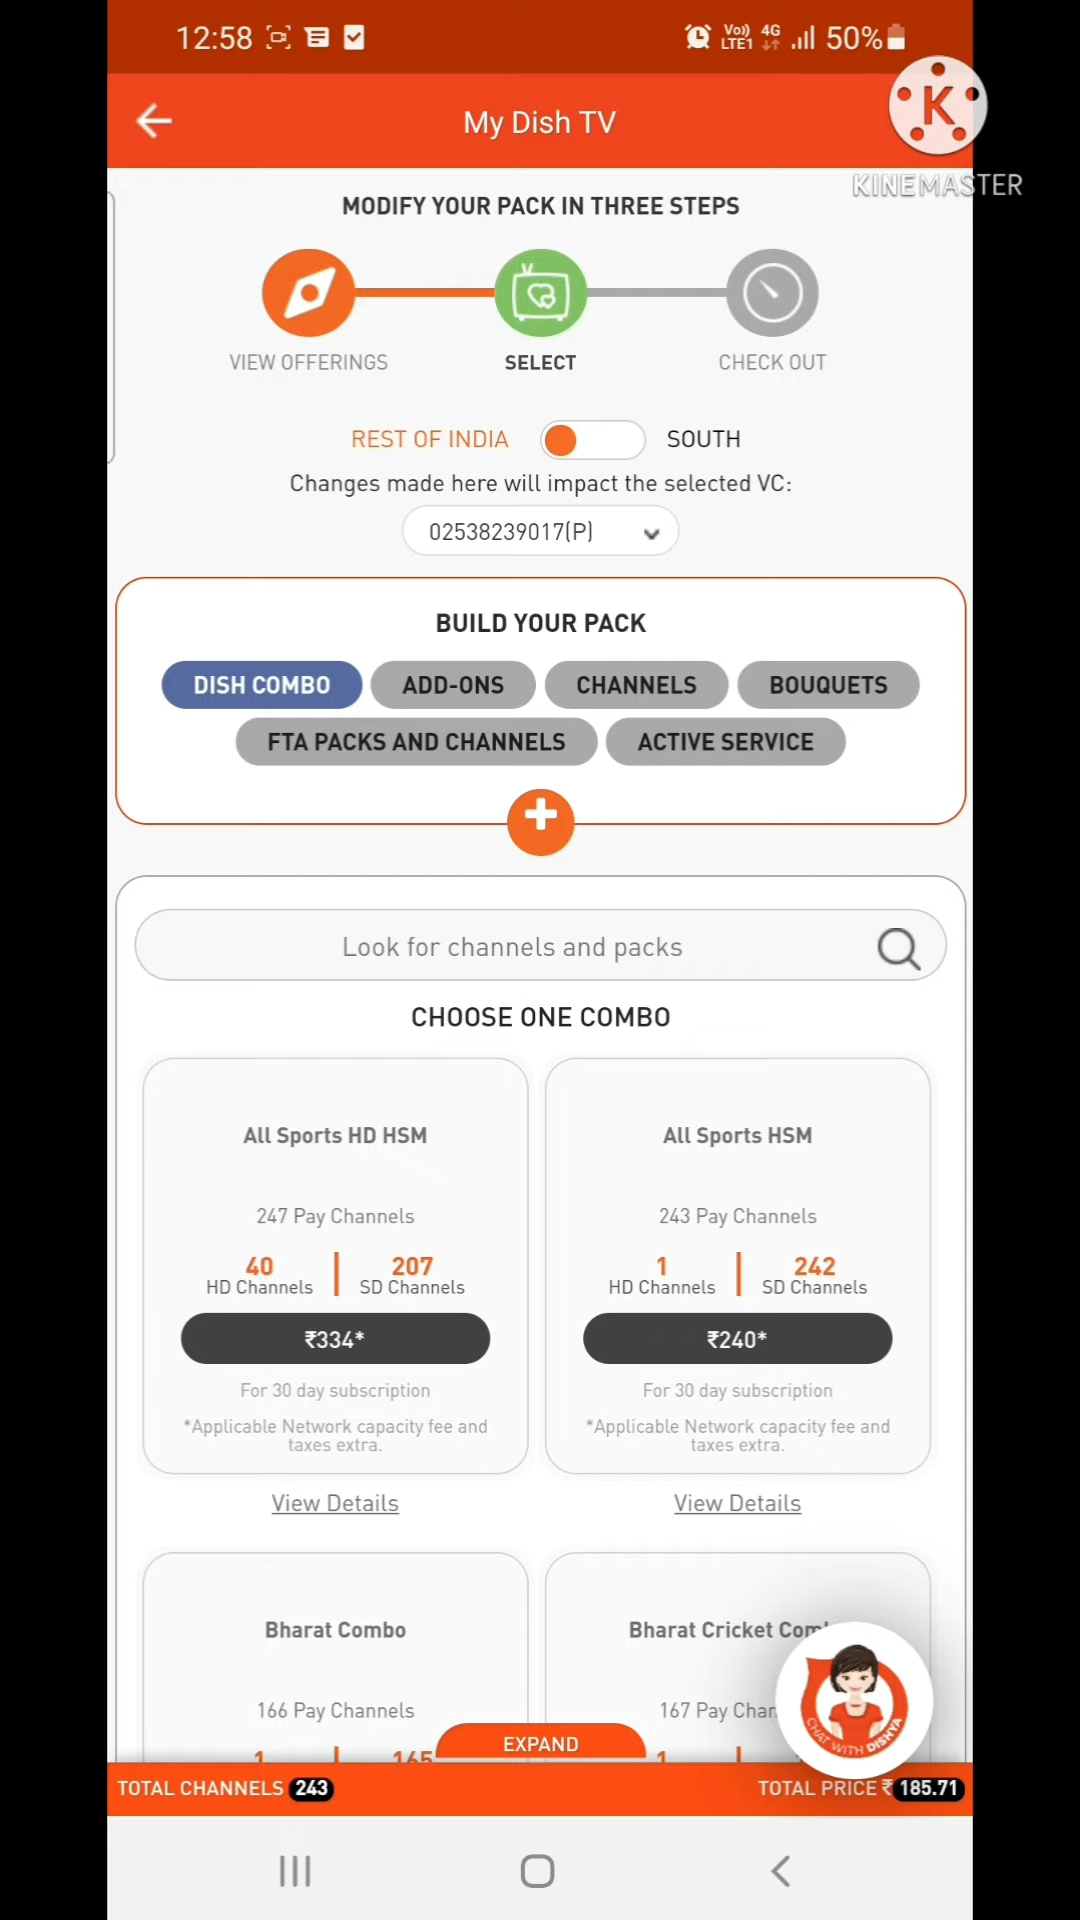 12:58
Vo)) 4G
LTE1
50%
My Dish TV
K
KINEMASTER
MODIFY YOUR PACK IN THREE STEPS
VIEW OFFERINGS
SELECT
CHECK OUT
REST OF INDIA
SOUTH
Changes made here will impact the selected VC:
02538239017(P)
BUILD YOUR PACK
DISH COMBO
ADD-ONS
CHANNELS
BOUQUETS
FTA PACKS AND CHANNELS
ACTIVE SERVICE
Look for channels and packs
CHOOSE ONE COMBO
All Sports HD HSM
247 Pay Channels
40
HD Channels
207
SD Channels
₹334*
For 30 day subscription
*Applicable Network capacity fee and
taxes extra.
View Details
All Sports HSM
243 Pay Channels
1
HD Channels
242
SD Channels
₹240*
For 30 day subscription
*Applicable Network capacity fee and
taxes extra.
View Details
Bharat Combo
166 Pay Channels
1
165
Bharat Cricket
167 Pay
1
CHAT WITH DISHYA
EXPAND
TOTAL CHANNELS 243
TOTAL PRICE ₹ 185.71